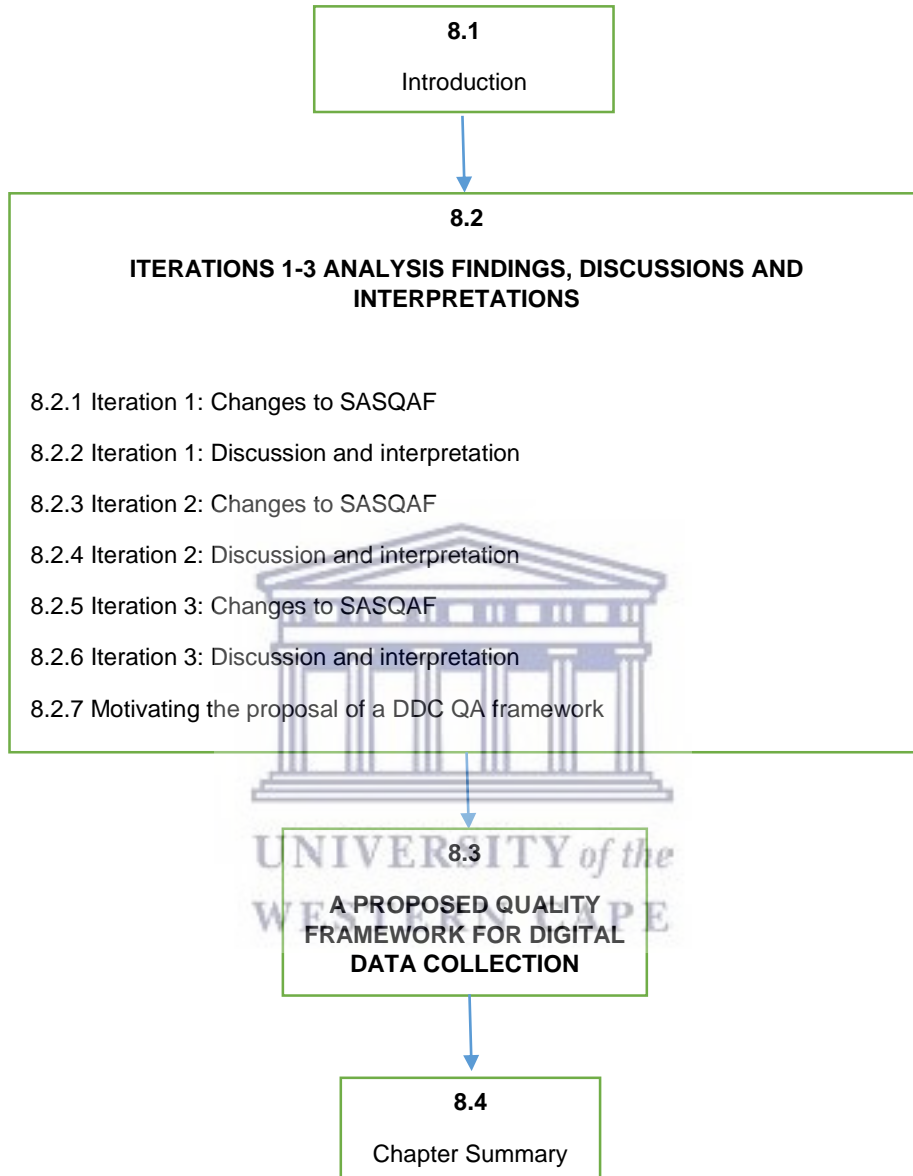 8.1
Introduction
8.2
ITERATIONS 1-3 ANALYSIS FINDINGS, DISCUSSIONS AND
INTERPRETATIONS
8.2.1 Iteration 1: Changes to SASQAF
8.2.2 Iteration 1: Discussion and interpretation
8.2.3 Iteration 2: Changes to SASQAF
8.2.4 Iteration 2: Discussion and interpretation
8.2.5 Iteration 3: Changes to SASQAF
8.2.6 Iteration 3: Discussion and interpretation
8.2.7 Motivating the proposal of a DDC QA framework
UNIVERSITY of the
WESTERN CAPE
8.3
A PROPOSED QUALITY
FRAMEWORK FOR DIGITAL
DATA COLLECTION
8.4
Chapter Summary